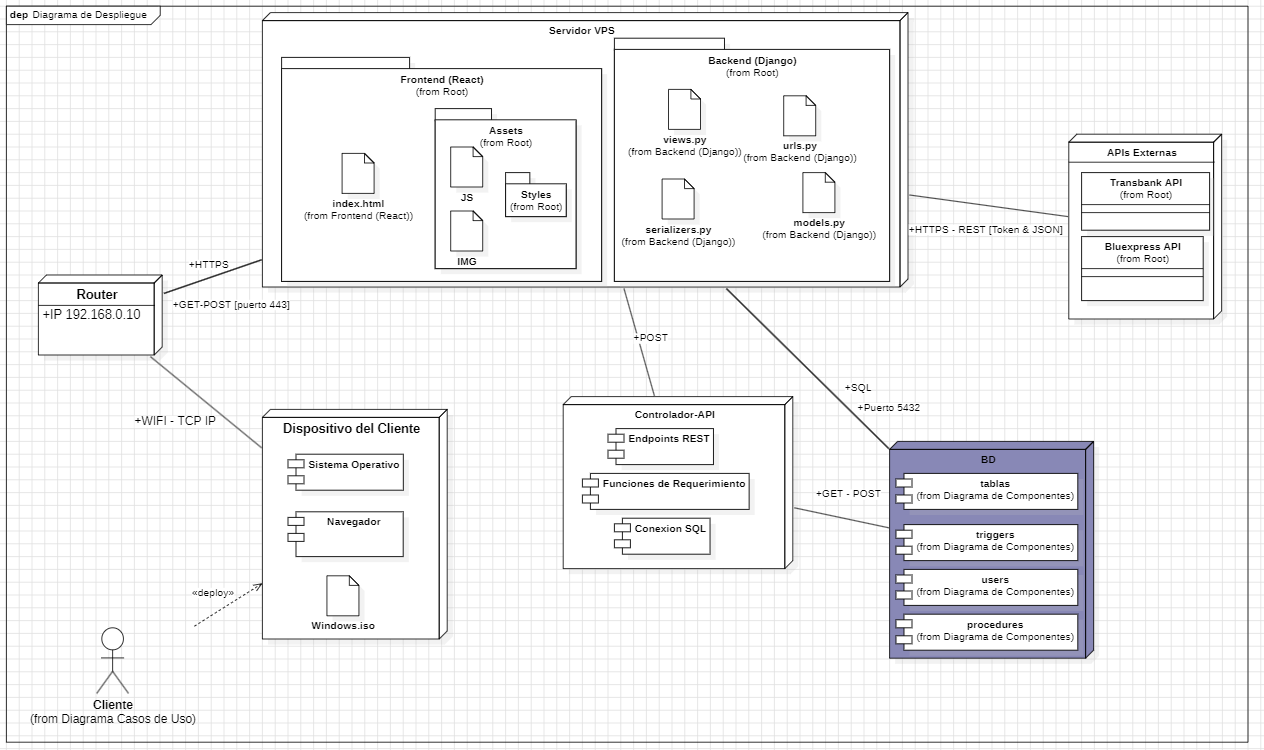 dep Diagrama de Despliegue
Servidor VPS
Frontend (React)
(from Root)
index.html
(from Frontend (React))
Assets
(from Root)
JS
IMG
Styles
(from Root)
Backend (Django)
(from Root)
views.py
(from Backend (Django))
urls.py
(from Backend (Django))
serializers.py
(from Backend (Django))
models.py
(from Backend (Django))
APIs Externas
Transbank API
(from Root)
Bluexpress API
(from Root)
+HTTPS - REST [Token & JSON]
+HTTPS
+GET-POST [puerto 443]
Router
+IP 192.168.0.10
+WIFI - TCP IP
+POST
+SQL
+Puerto 5432
Dispositivo del Cliente
Sistema Operativo
Navegador
Windows.iso
Controlador-API
Endpoints REST
Funciones de Requerimiento
Conexion SQL
+GET - POST
BD
tablas
(from Diagrama de Componentes)
triggers
(from Diagrama de Componentes)
users
(from Diagrama de Componentes)
procedures
(from Diagrama de Componentes)
«deploy»
Cliente
(from Diagrama Casos de Uso)